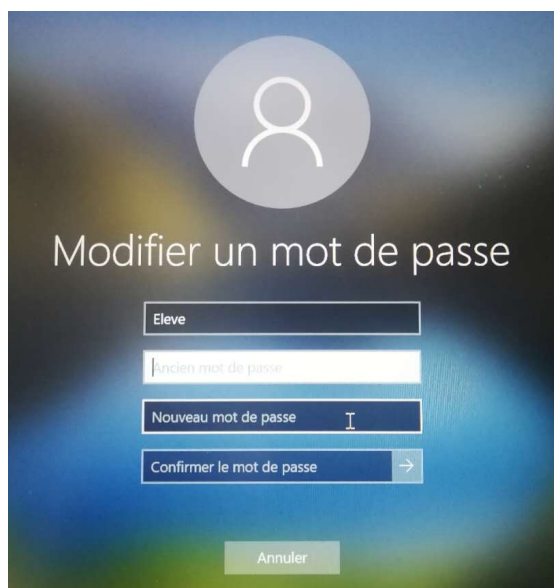 Modifier un mot de passe
Eleve
Ancien mot de passe
Nouveau mot de passe
Confirmer le mot de passe
Annuler